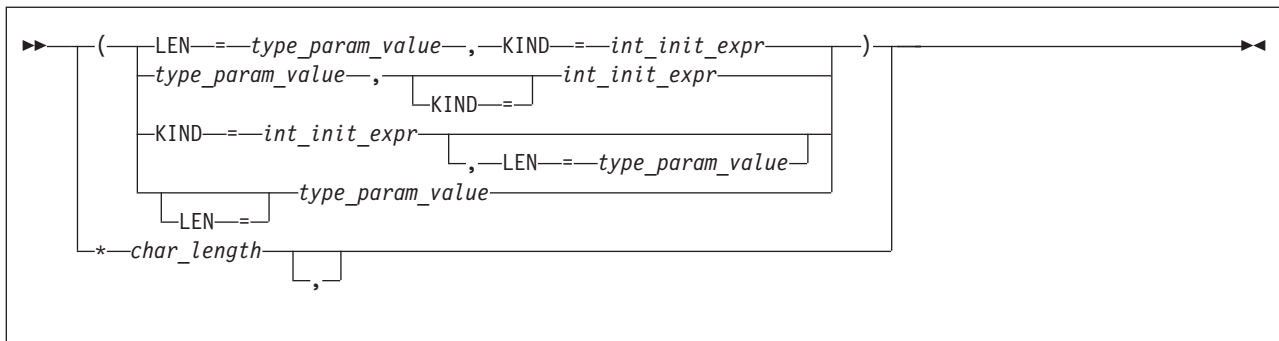 ( LEN = type_param_value , KIND = int_init_expr )
type_param_value , int_init_expr
KIND =
KIND = int_init_expr
, LEN = type_param_value
type_param_value
LEN =
* char_length
,